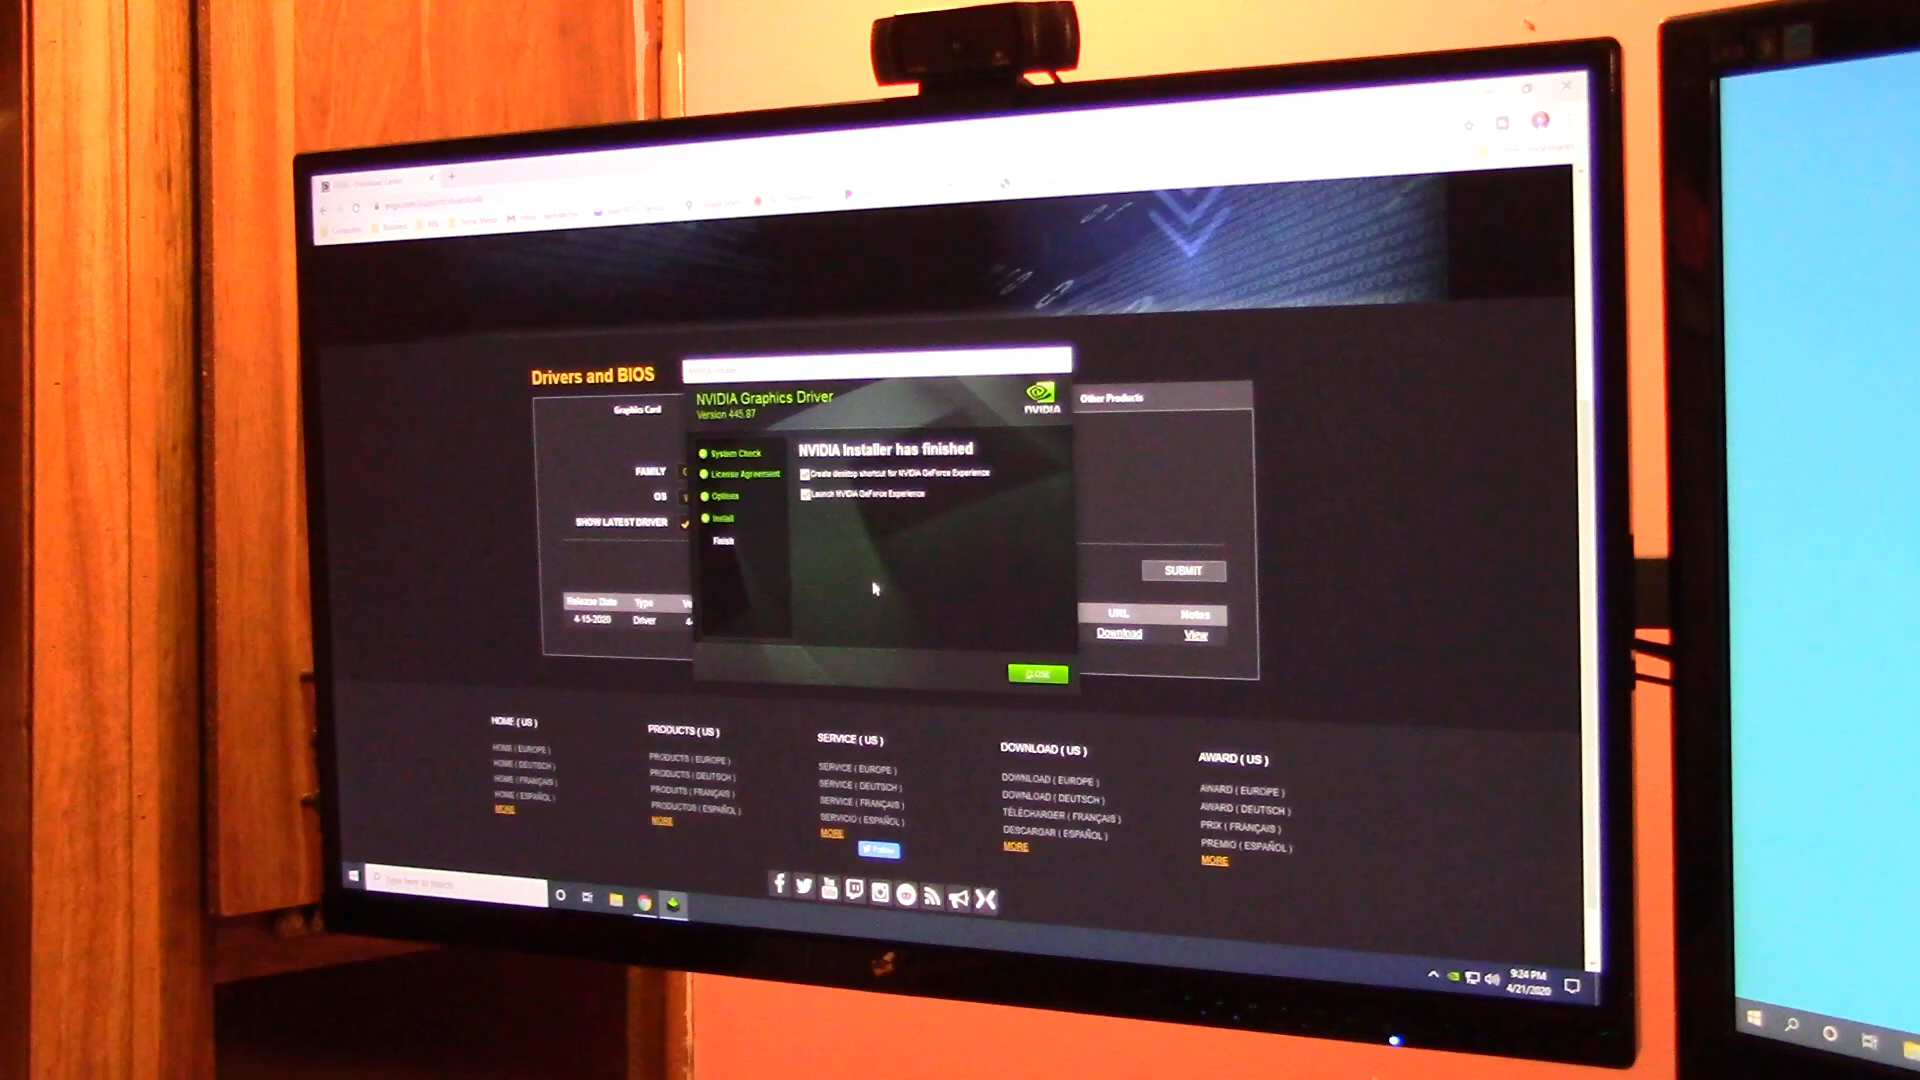 Drivers and BIOS
Graphics Card
Other Products
FAMILY
OS
SHOW LATEST DRIVER
SUBMIT
Release Date Type
URL Notes
4-15-2020 Driver
Download View
NVIDIA Graphics Driver
Version 445.87
NVIDIA
System Check
License Agreement
Options
Install
Finish
NVIDIA Installer has finished
Create desktop shortcut for NVIDIA GeForce Experience
Launch NVIDIA GeForce Experience
CLOSE
HOME ( US )
HOME ( EUROPE )
HOME ( DEUTSCH )
HOME ( FRANÇAIS )
HOME ( ESPAÑOL )
MORE
PRODUCTS ( US )
PRODUCTS ( EUROPE )
PRODUCTS ( DEUTSCH )
PRODUITS ( FRANÇAIS )
PRODUCTOS ( ESPAÑOL )
MORE
SERVICE ( US )
SERVICE ( EUROPE )
SERVICE ( DEUTSCH )
SERVICE ( FRANÇAIS )
SERVICIO ( ESPAÑOL )
MORE
Follow
DOWNLOAD ( US )
DOWNLOAD ( EUROPE )
DOWNLOAD ( DEUTSCH )
TÉLÉCHARGER ( FRANÇAIS )
DESCARGAR ( ESPAÑOL )
MORE
AWARD ( US )
AWARD ( EUROPE )
AWARD ( DEUTSCH )
PRIX ( FRANÇAIS )
PREMIO ( ESPAÑOL )
MORE
Type here to search
9:24 PM
4/21/2020